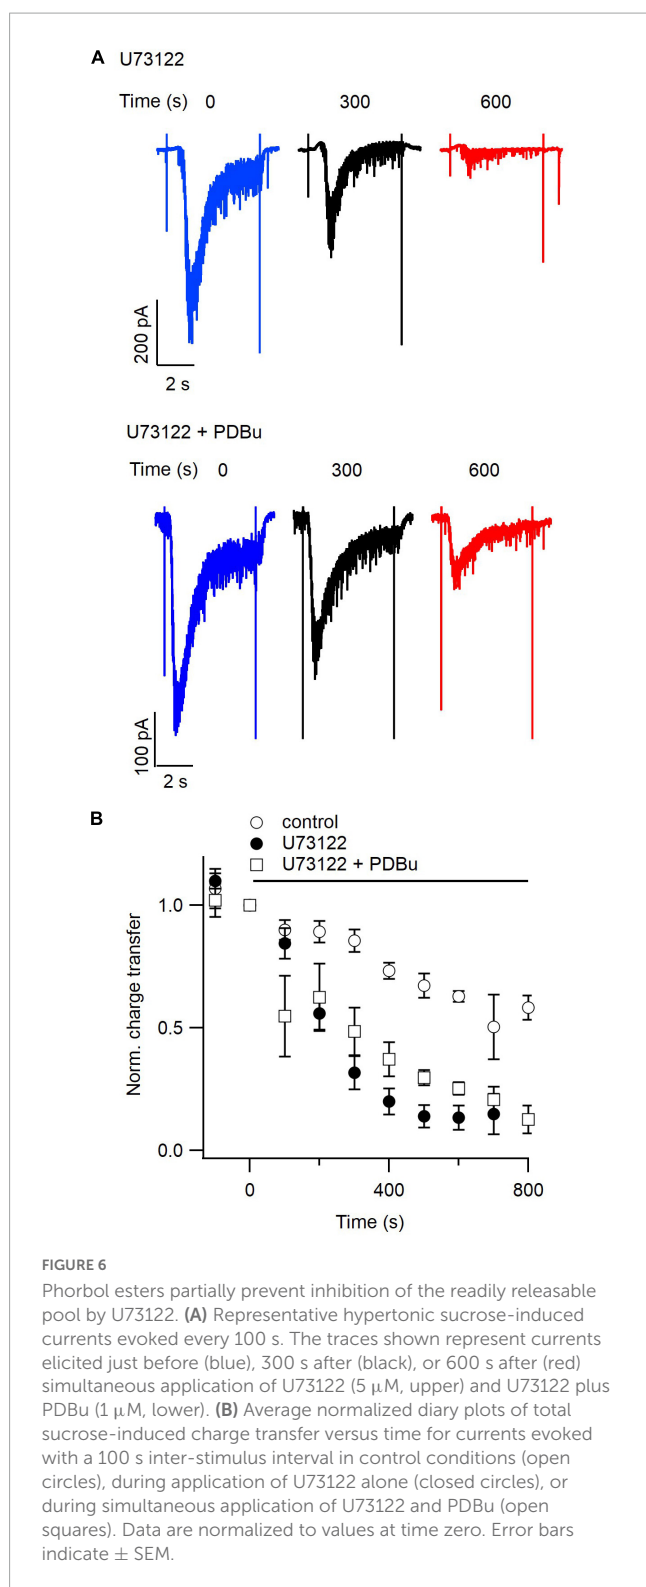 A U73122
Time (s) 0 300 600
200 pA
2 s
U73122 + PDBu
Time (s) 0 300 600
100 pA
2 s
B
control
U73122
U73122 + PDBu
1.0
0.5
0.0
Norm. charge transfer
0 400 800
Time (s)
FIGURE 6
Phorbol esters partially prevent inhibition of the readily releasable
pool by U73122. (A) Representative hypertonic sucrose-induced
currents evoked every 100 s. The traces shown represent currents
elicited just before (blue), 300 s after (black), or 600 s after (red)
simultaneous application of U73122 (5 μM, upper) and U73122 plus
PDBu (1 μM, lower). (B) Average normalized diary plots of total
sucrose-induced charge transfer versus time for currents evoked
with a 100 s inter-stimulus interval in control conditions (open
circles), during application of U73122 alone (closed circles), or
during simultaneous application of U73122 and PDBu (open
squares). Data are normalized to values at time zero. Error bars
indicate ± SEM.